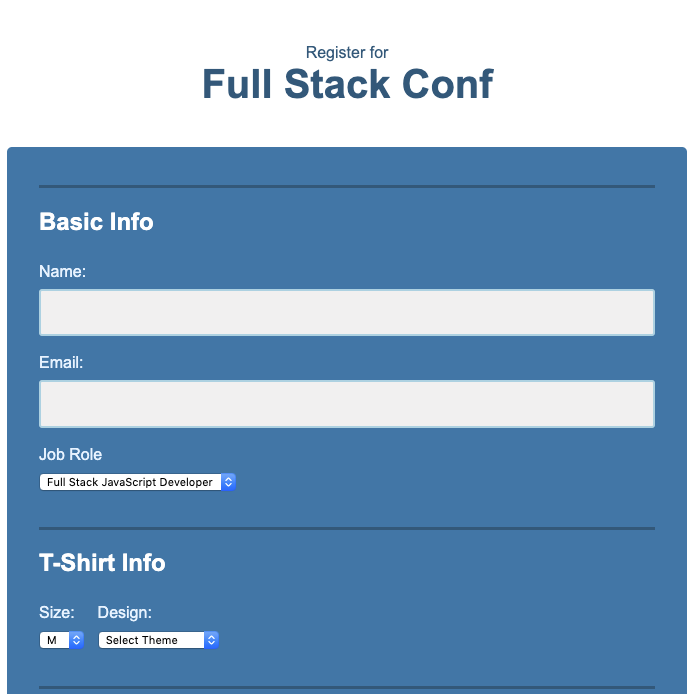 Register for
Full Stack Conf
Basic Info
Name:
Email:
Job Role
Full Stack JavaScript Developer
T-Shirt Info
Size: Design:
M Select Theme